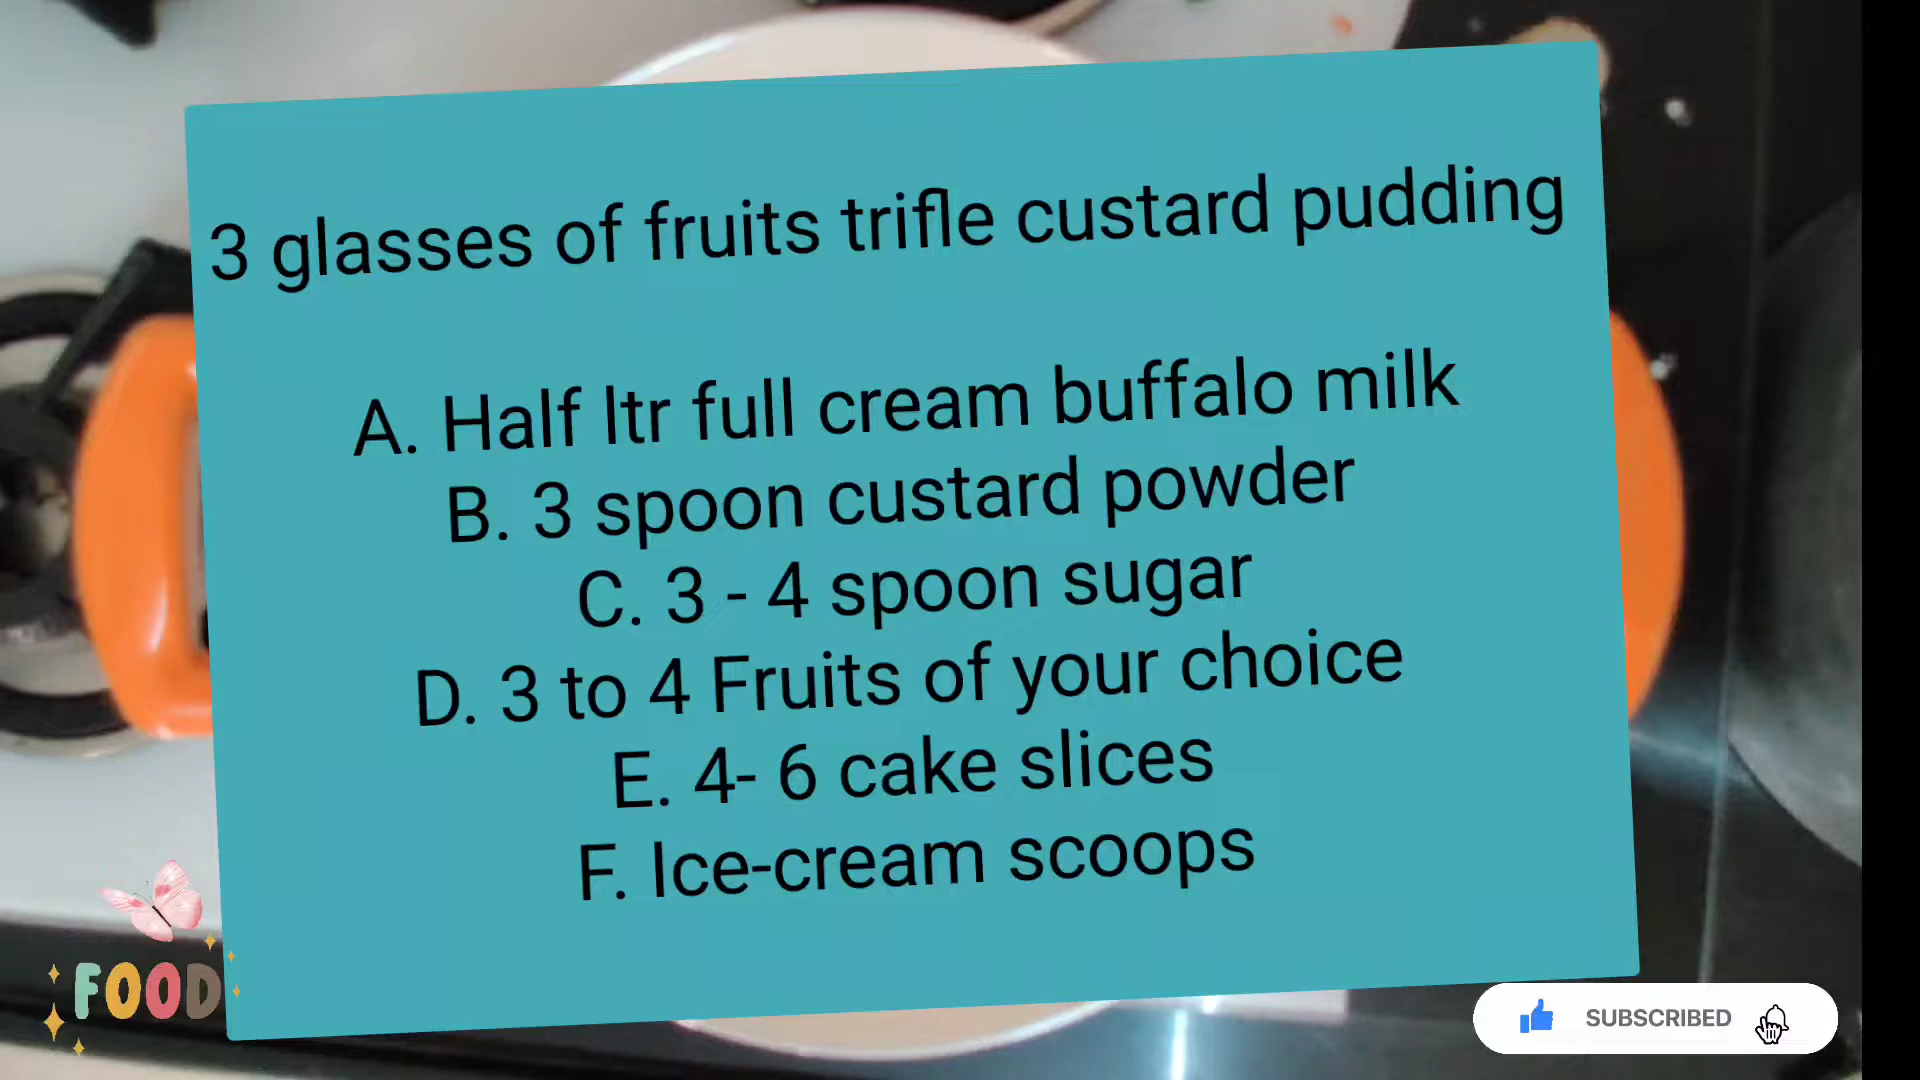 3 glasses of fruits trifle custard pudding
A. Half ltr full cream buffalo milk
B. 3 spoon custard powder
C. 3 - 4 spoon sugar
D. 3 to 4 Fruits of your choice
E. 4- 6 cake slices
F. Ice-cream scoops
FOOD
SUBSCRIBED